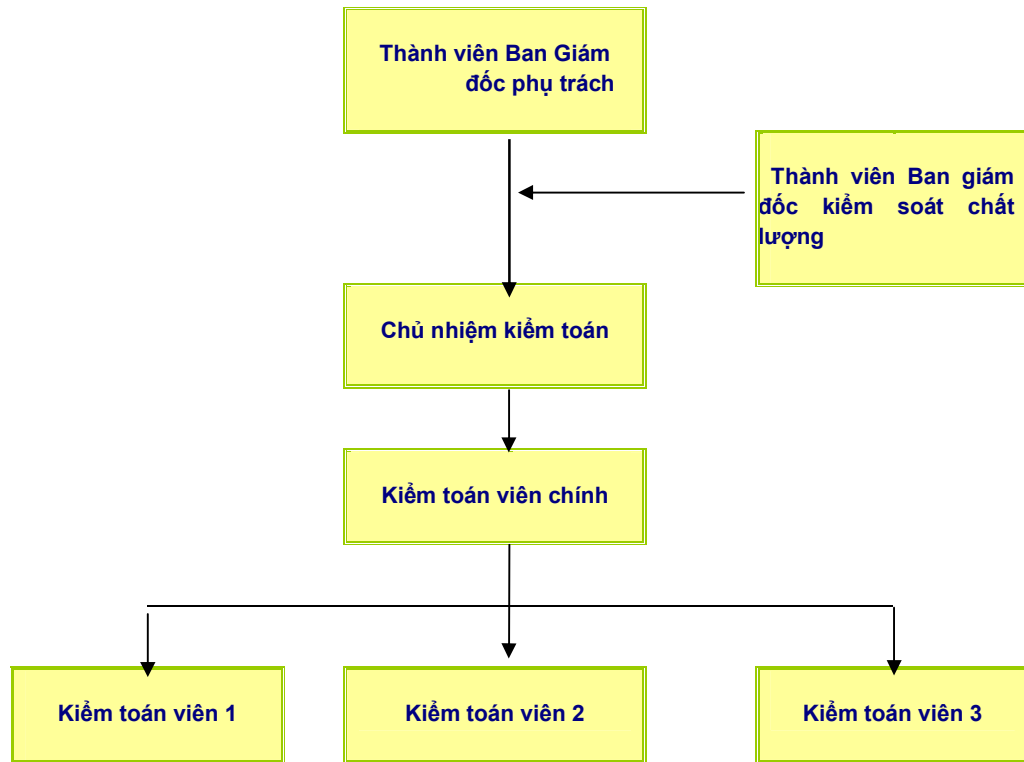 Thành viên Ban Giám
đốc phụ trách
Thành viên Ban giám
đốc kiểm soát chất
lượng
Chủ nhiệm kiểm toán
Kiểm toán viên chính
Kiểm toán viên 1
Kiểm toán viên 2
Kiểm toán viên 3